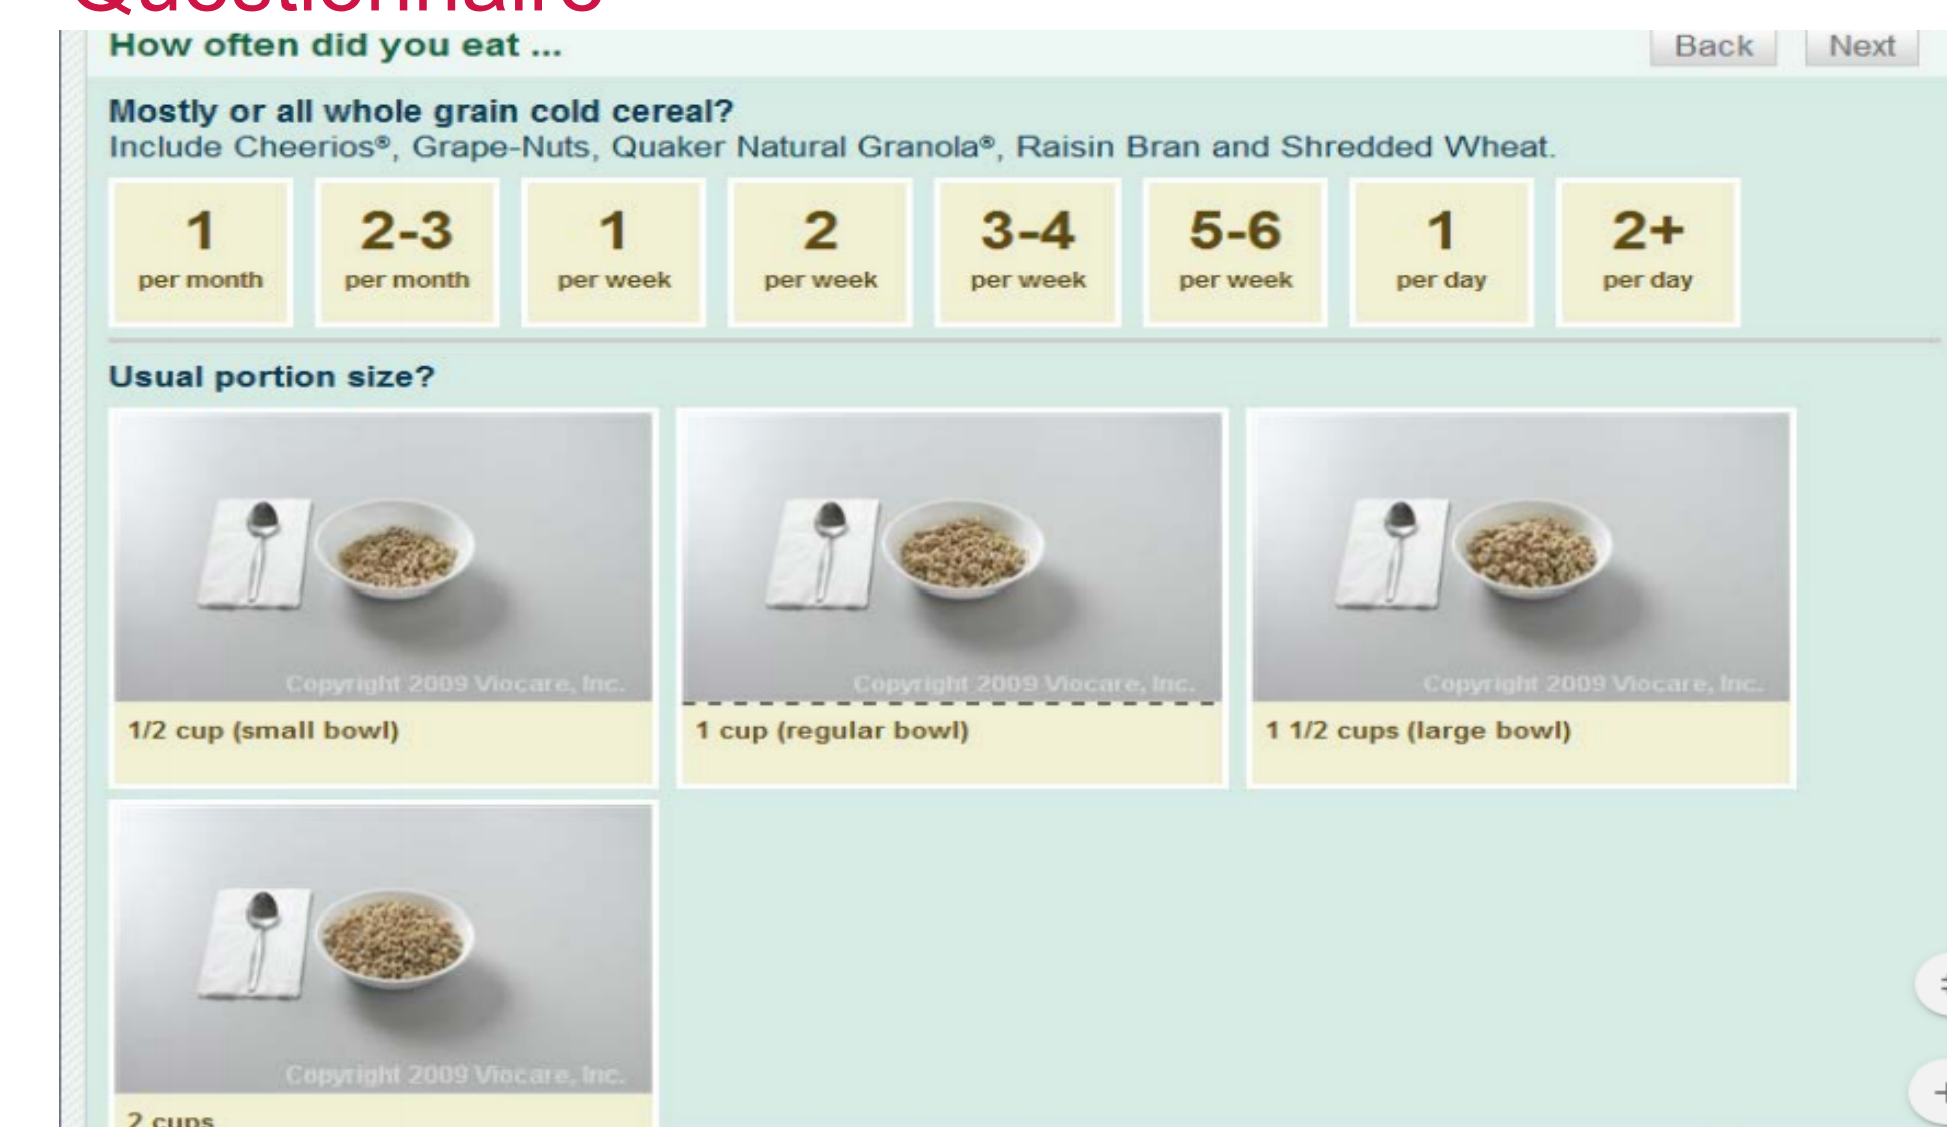 Questionnaire
How often did you eat ...
Back
Next
Mostly or all whole grain cold cereal?
Include Cheerios®, Grape-Nuts, Quaker Natural Granola®, Raisin Bran and Shredded Wheat.
1
per month
2-3
per month
1
per week
2
per week
3-4
per week
5-6
per week
1
per day
2+
per day
Usual portion size?
Copyright 2009 Viocare, Inc.
1/2 cup (small bowl)
Copyright 2009 Viocare, Inc.
1 cup (regular bowl)
Copyright 2009 Viocare, Inc.
1 1/2 cups (large bowl)
Copyright 2009 Viocare, Inc.
2 cups